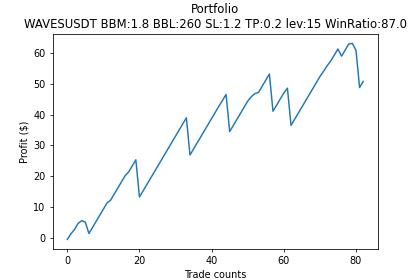 Portfolio
WAVESUSDT BBM:1.8 BBL:260 SL:1.2 TP:0.2 lev:15 WinRatio:87.0
60
50
40
30
20
10
0
Profit ($)
0 20 40 60 80
Trade counts